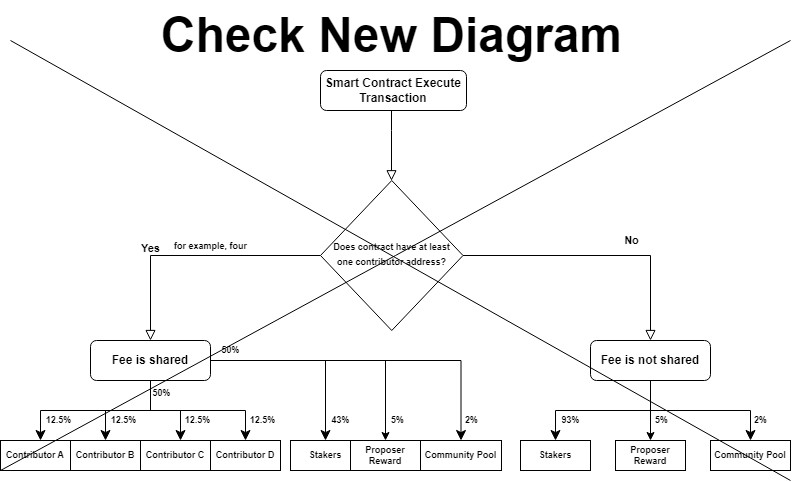 Check New Diagram
Smart Contract Execute
Transaction
Does contract have at least
one contributor address?
Yes
for example, four
No
Fee is shared
50%
50%
Fee is not shared
12.5%
12.5%
12.5%
12.5%
43%
5%
2%
93%
5%
2%
Contributor A
Contributor B
Contributor C
Contributor D
Stakers
Proposer
Reward
Community Pool
Stakers
Proposer
Reward
Community Pool